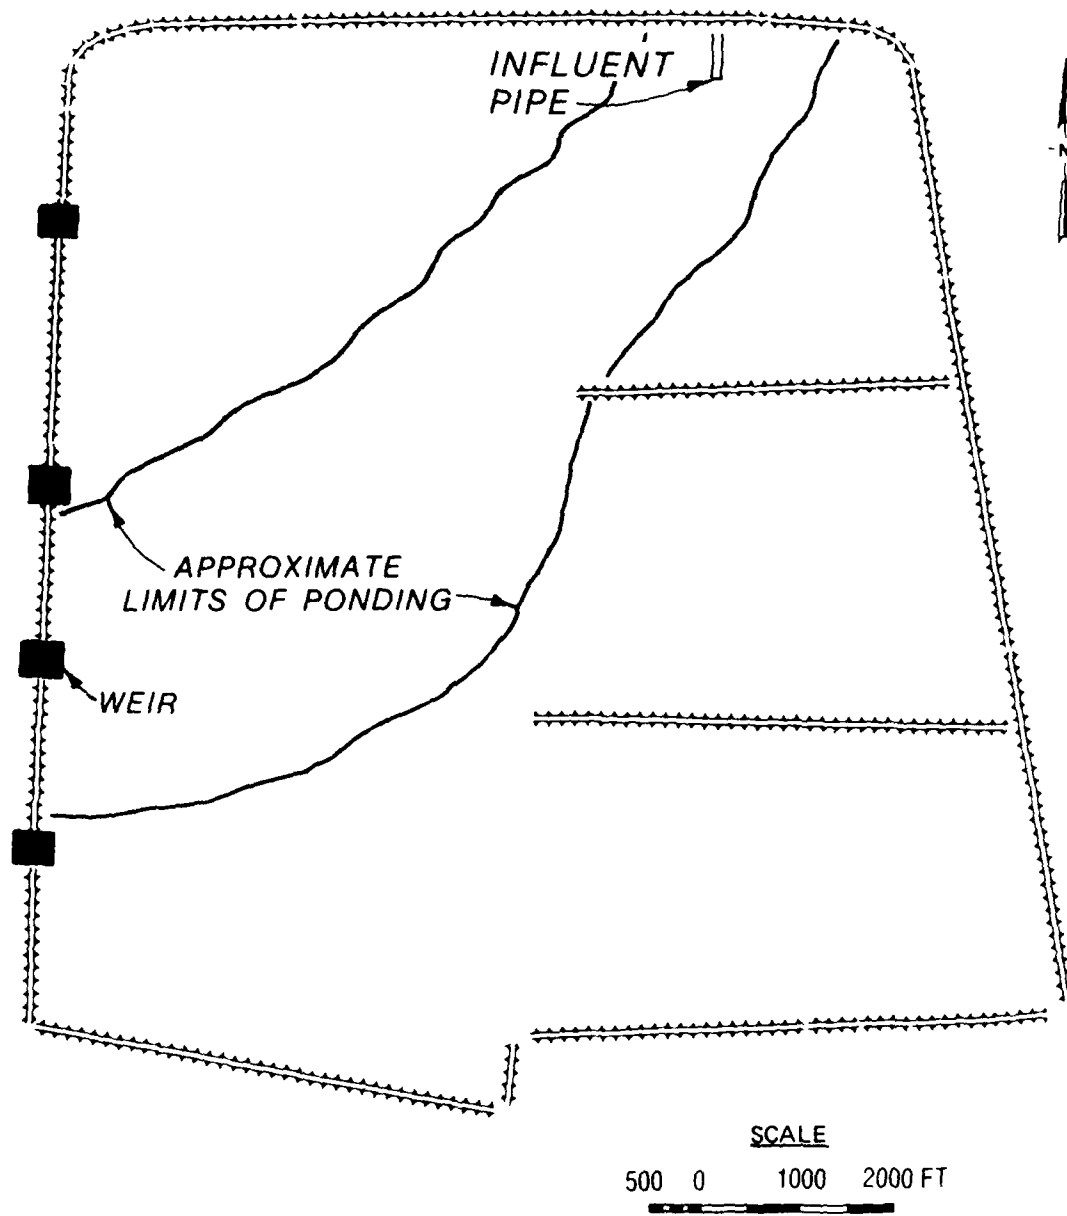 INFLUENT
PIPE
N
APPROXIMATE
LIMITS OF PONDING
WEIR
SCALE
500 0 1000 2000 FT